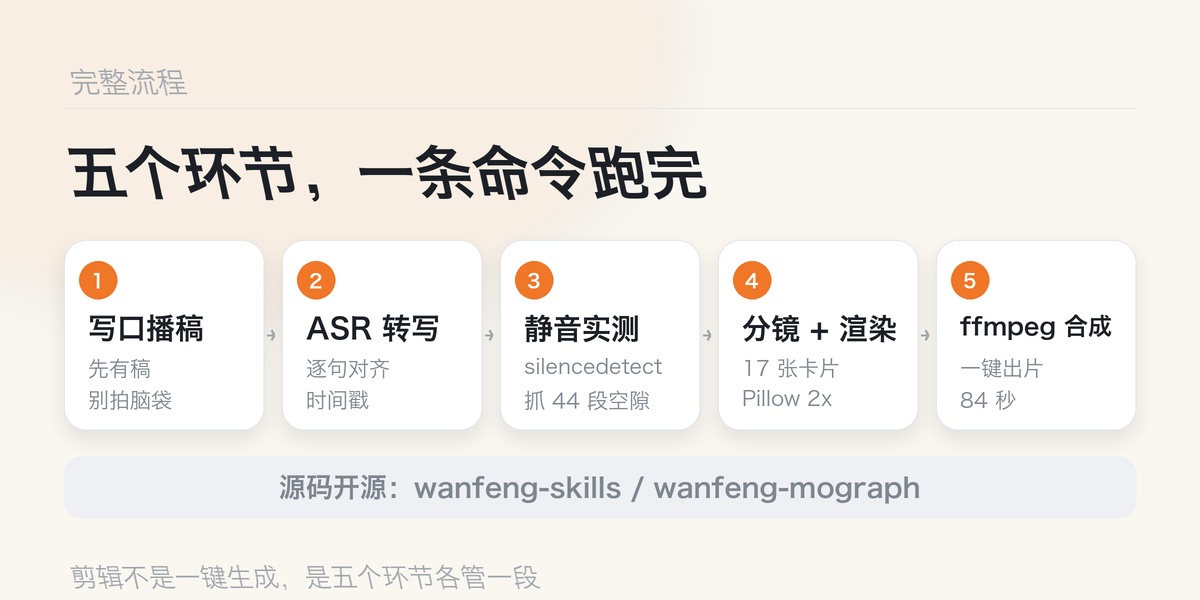 完整流程
五个环节，一条命令跑完
1
写口播稿
先有稿
别拍脑袋
→
2
ASR 转写
逐句对齐
时间戳
→
3
静音实测
silencedetect
抓 44 段空隙
→
4
分镜 + 渲染
17 张卡片
Pillow 2x
→
5
ffmpeg 合成
一键出片
84 秒
源码开源：wanfeng-skills / wanfeng-mograph
剪辑不是一键生成，是五个环节各管一段